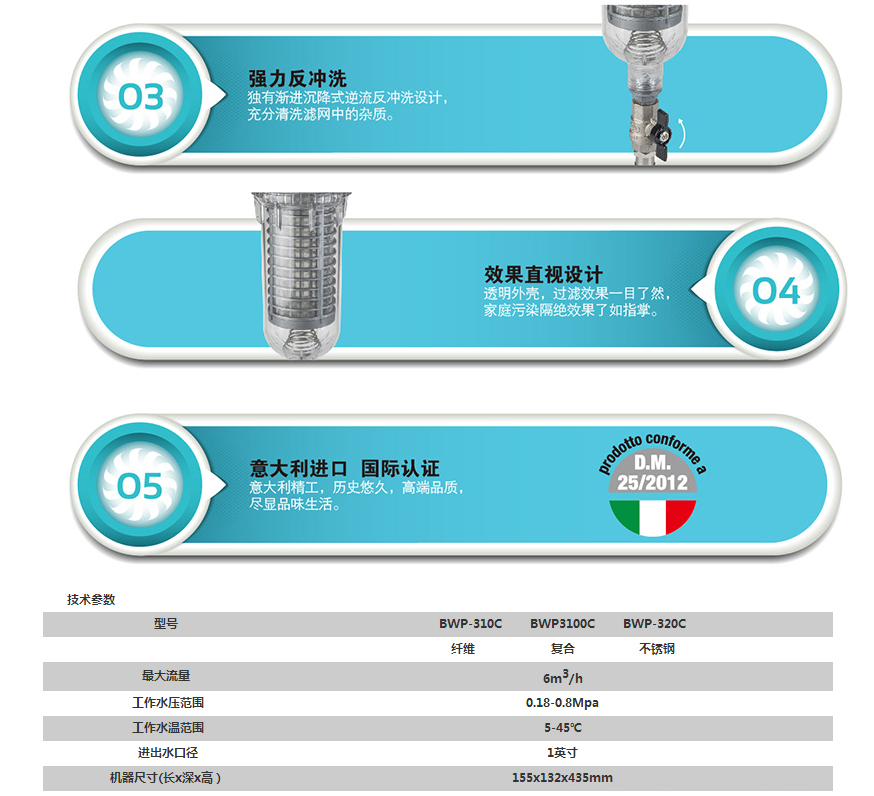 03
强力反冲洗
独有渐进沉降式逆流反冲洗设计，
充分清洗滤网中的杂质。
效果直视设计
透明外壳，过滤效果一目了然，
家庭污染隔绝效果了如指掌。
04
05
意大利进口 国际认证
意大利精工，历史悠久，高端品质，
尽显品味生活。
prodotto conforme a
D.M.
25/2012
技术参数
型号 BWP-310C BWP3100C BWP-320C
纤维 复合 不锈钢
最大流量 6m³/h
工作水压范围 0.18-0.8Mpa
工作水温范围 5-45℃
进出水口径 1英寸
机器尺寸(长x深x高） 155x132x435mm